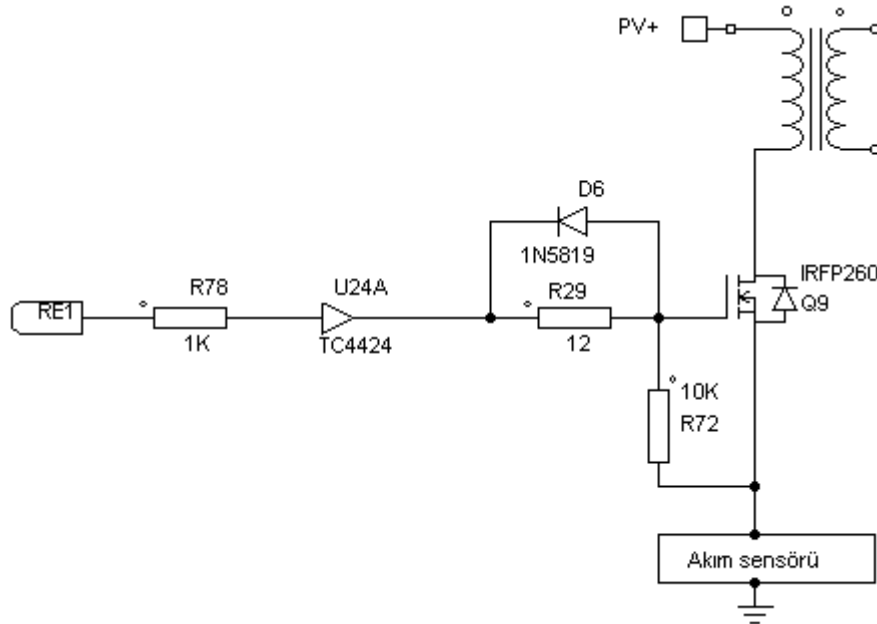 PV+
D6
1N5819
R78
U24A
R29
IRFP260
Q9
RE1
1K
TC4424
12
10K
R72
Akım sensörü